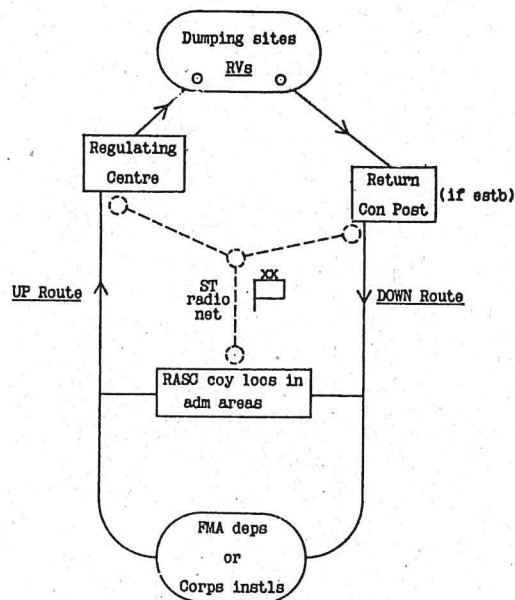 Dumping sites
RVs
Regulating
Centre
Return
Con Post
(if estb)
UP Route
ST
radio
net
xx
DOWN Route
RASC coy locs in
adm areas
FMA deps
or
Corps instls